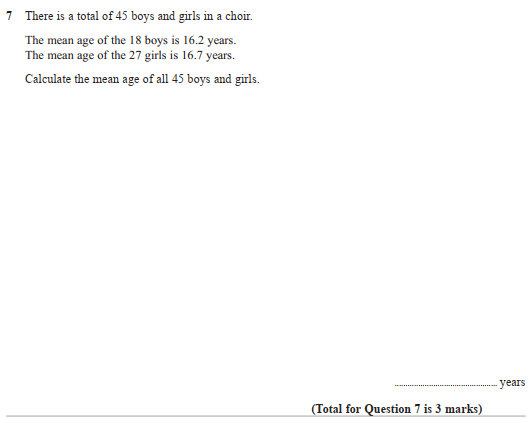 7 There is a total of 45 boys and girls in a choir.
The mean age of the 18 boys is 16.2 years.
The mean age of the 27 girls is 16.7 years.
Calculate the mean age of all 45 boys and girls.
.................................................. years
(Total for Question 7 is 3 marks)